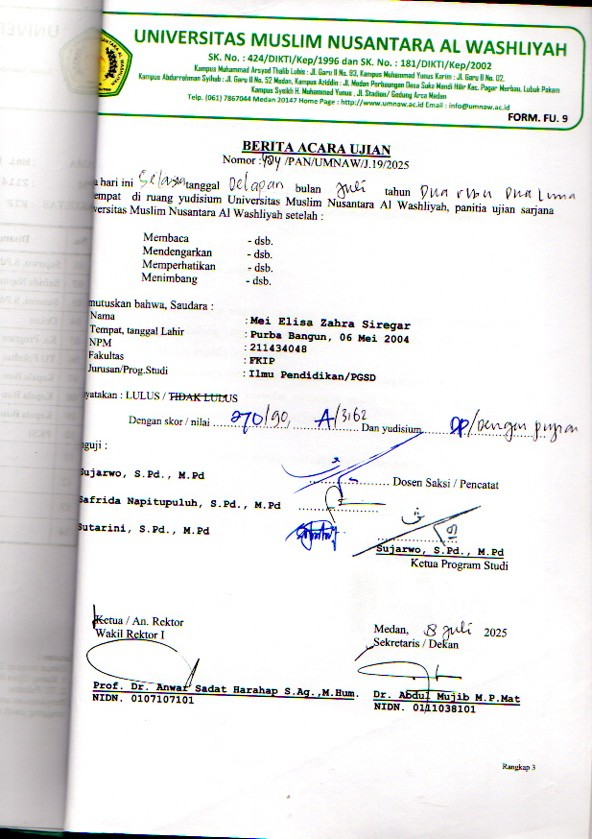 UNIVERSITAS MUSLIM NUSANTARA AL WASHLIYAH
SK. No. : 424/DIKTI/Kep/1996 dan SK. No. : 181/DIKTI/Kep/2002
Kampus Muhammad Arsyad Thalib Lubis : Jl. Garu II No. 93, Kampus Muhammad Yunus Karim : Jl. Garu II No. 02,
Kampus Abdurrahman Syihab : Jl. Garu II No. 52 Medan, Kampus Aziddin : Jl. Medan Perbaungan Desa Suka Mandi Hilir Kec. Pagar Merbau, Lubuk Pakam
Kampus Syeikh H. Muhammad Yunus , Jl. Stadion/ Gedung Arca Medan
Telp. (061) 7867044 Medan 20147 Home Page : http://www.umnaw.ac.id Email : info@umnaw.ac.id
FORM. FU. 9
BERITA ACARA UJIAN
Nomor : /PAN/UMNAW/J.19/2025
a hari ini Selasa tanggal Delapan bulan Juli tahun Dua ribu Dua Lima
empat di ruang yudisium Universitas Muslim Nusantara Al Washliyah, panitia ujian sarjana
versitas Muslim Nusantara Al Washliyah setelah :
Membaca - dsb.
Mendengarkan - dsb.
Memperhatikan - dsb.
Menimbang - dsb.
mutuskan bahwa, Saudara :
Nama : Mei Elisa Zahra Siregar
Tempat, tanggal Lahir : Purba Bangun, 06 Mei 2004
NPM : 211434048
Fakultas : FKIP
Jurusan/Prog.Studi : Ilmu Pendidikan/PGSD
yatakan : LULUS / TIDAK LULUS
Dengan skor / nilai 270/90, A/3,62 Dan yudisium DP/Dengan pujian
guji :
Sujarwo, S.Pd., M.Pd
Dosen Saksi / Pencatat
Safrida Napitupuluh, S.Pd., M.Pd
Sutarini, S.Pd., M.Pd
Sujarwo, S.Pd., M.Pd
Ketua Program Studi
Ketua / An. Rektor
Wakil Rektor I
Medan, 8 Juli 2025
Sekretaris / Dekan
Prof. Dr. Anwar Sadat Harahap S.Ag.,M.Hum.
NIDN. 0107107101
Dr. Abdul Mujib M.P.Mat
NIDN. 0111038101
Rangkap 3